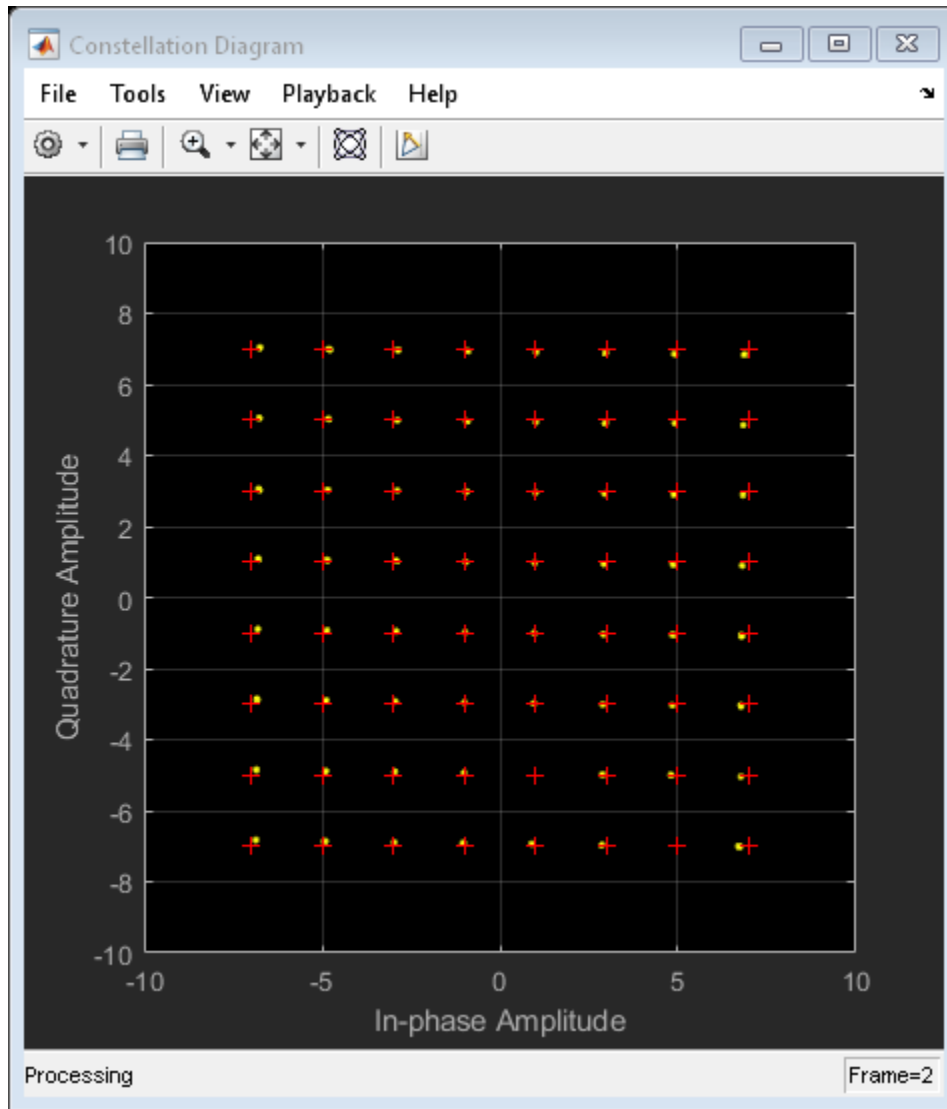 Constellation Diagram
File Tools View Playback Help
10
8
6
4
2
0
-2
-4
-6
-8
-10
Quadrature Amplitude
-10 -5 0 5 10
In-phase Amplitude
Processing Frame=2